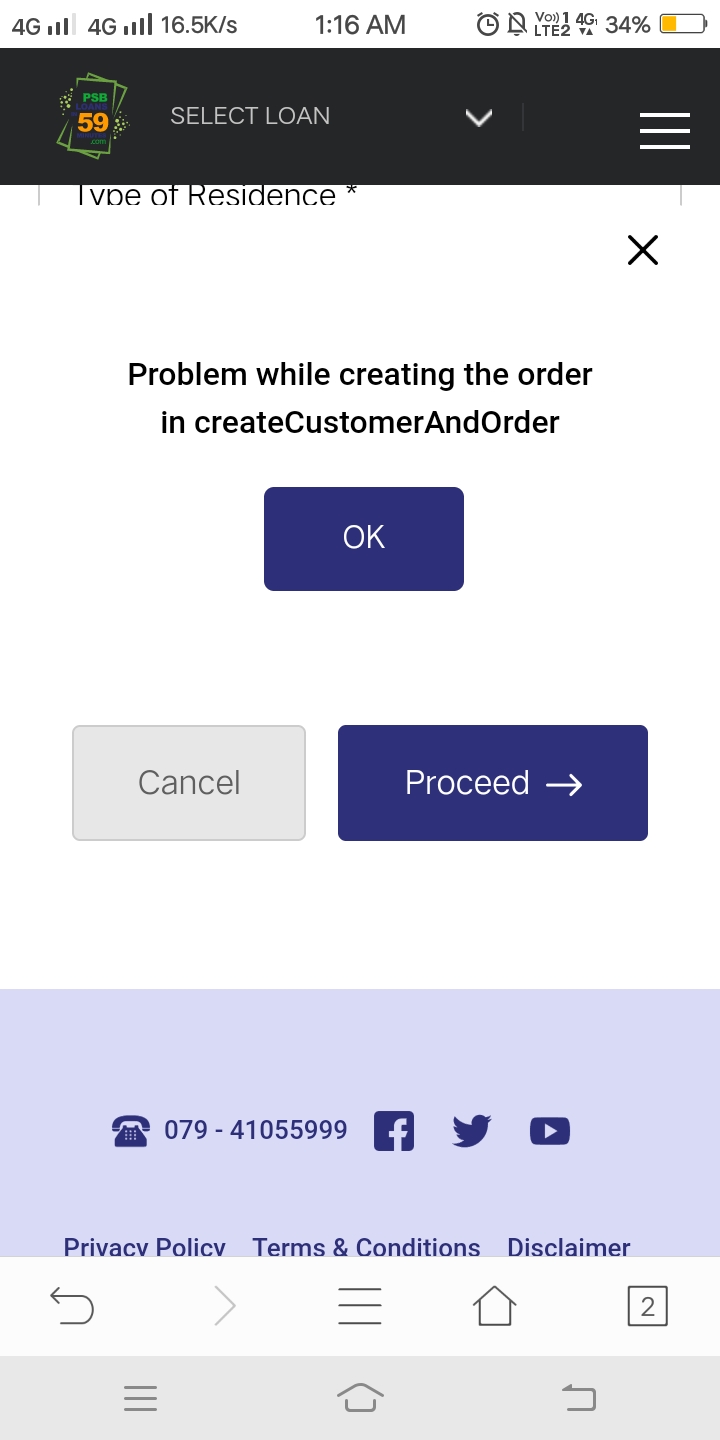 4G 4G 16.5K/s 1:16 AM Vo)) 1 LTE2 4G 34%
PSB
LOANS
59
.com
SELECT LOAN
Type of Residence *
Problem while creating the order
in createCustomerAndOrder
OK
Cancel Proceed →
079 - 41055999
Privacy Policy Terms & Conditions Disclaimer
2